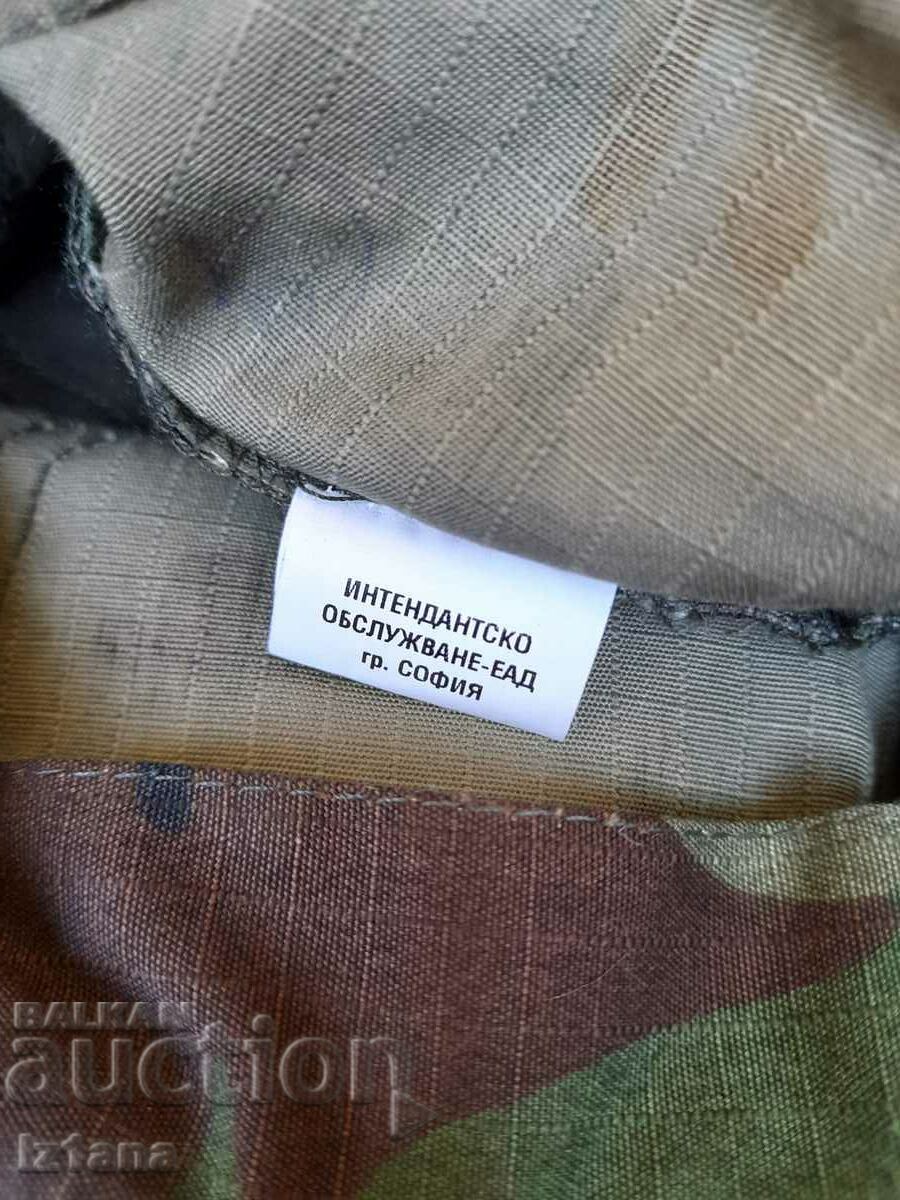 ИНТЕНДАНТСКО
ОБСЛУЖВАНЕ-ЕАД
гр. СОФИЯ
BALKAN
auction
Iztana